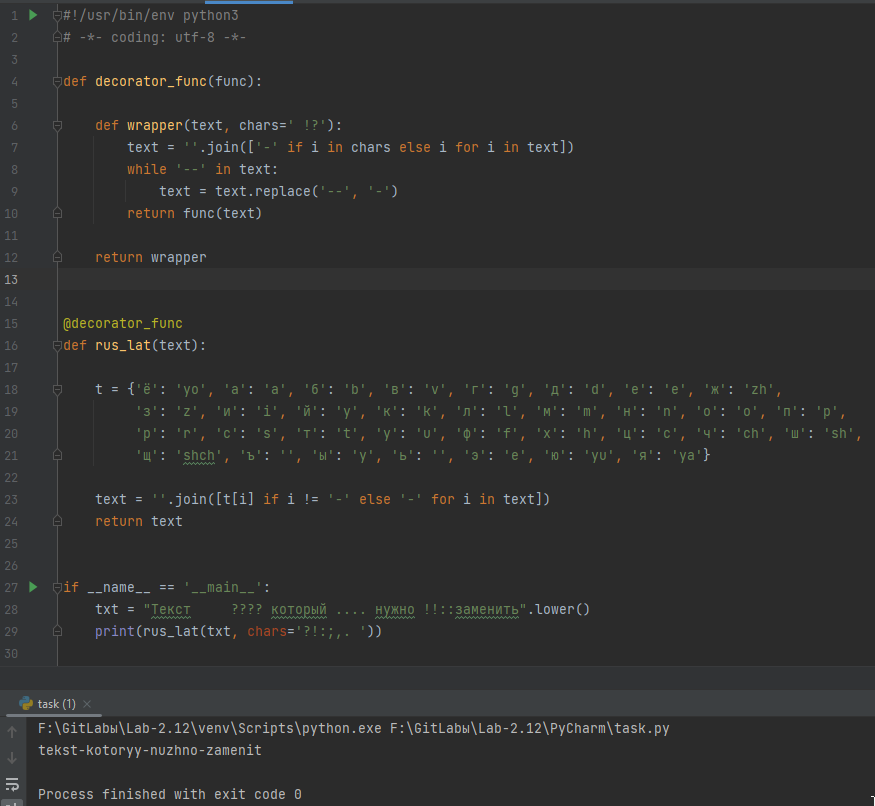 1 #!/usr/bin/env python3
2 # -*- coding: utf-8 -*-
3
4 def decorator_func(func):
5
6     def wrapper(text, chars=' !?'):
7         text = ''.join(['-' if i in chars else i for i in text])
8         while '--' in text:
9             text = text.replace('--', '-')
10         return func(text)
11
12     return wrapper
13
14
15 @decorator_func
16 def rus_lat(text):
17
18     t = {'ё': 'yo', 'а': 'a', 'б': 'b', 'в': 'v', 'г': 'g', 'д': 'd', 'е': 'e', 'ж': 'zh',
19          'з': 'z', 'и': 'i', 'й': 'y', 'к': 'k', 'л': 'l', 'м': 'm', 'н': 'n', 'о': 'o', 'п': 'p',
20          'р': 'r', 'с': 's', 'т': 't', 'у': 'u', 'ф': 'f', 'х': 'h', 'ц': 'c', 'ч': 'ch', 'ш': 'sh',
21          'щ': 'shch', 'ъ': '', 'ы': 'y', 'ь': '', 'э': 'e', 'ю': 'yu', 'я': 'ya'}
22
23     text = ''.join([t[i] if i != '-' else '-' for i in text])
24     return text
25
26
27 if __name__ == '__main__':
28     txt = "Текст     ???? который .... нужно !!::заменить".lower()
29     print(rus_lat(txt, chars='?!:;,. '))
30
task (1)
F:\GitLabы\Lab-2.12\venv\Scripts\python.exe F:\GitLabы\Lab-2.12\PyCharm\task.py
tekst-kotoryy-nuzhno-zamenit
Process finished with exit code 0